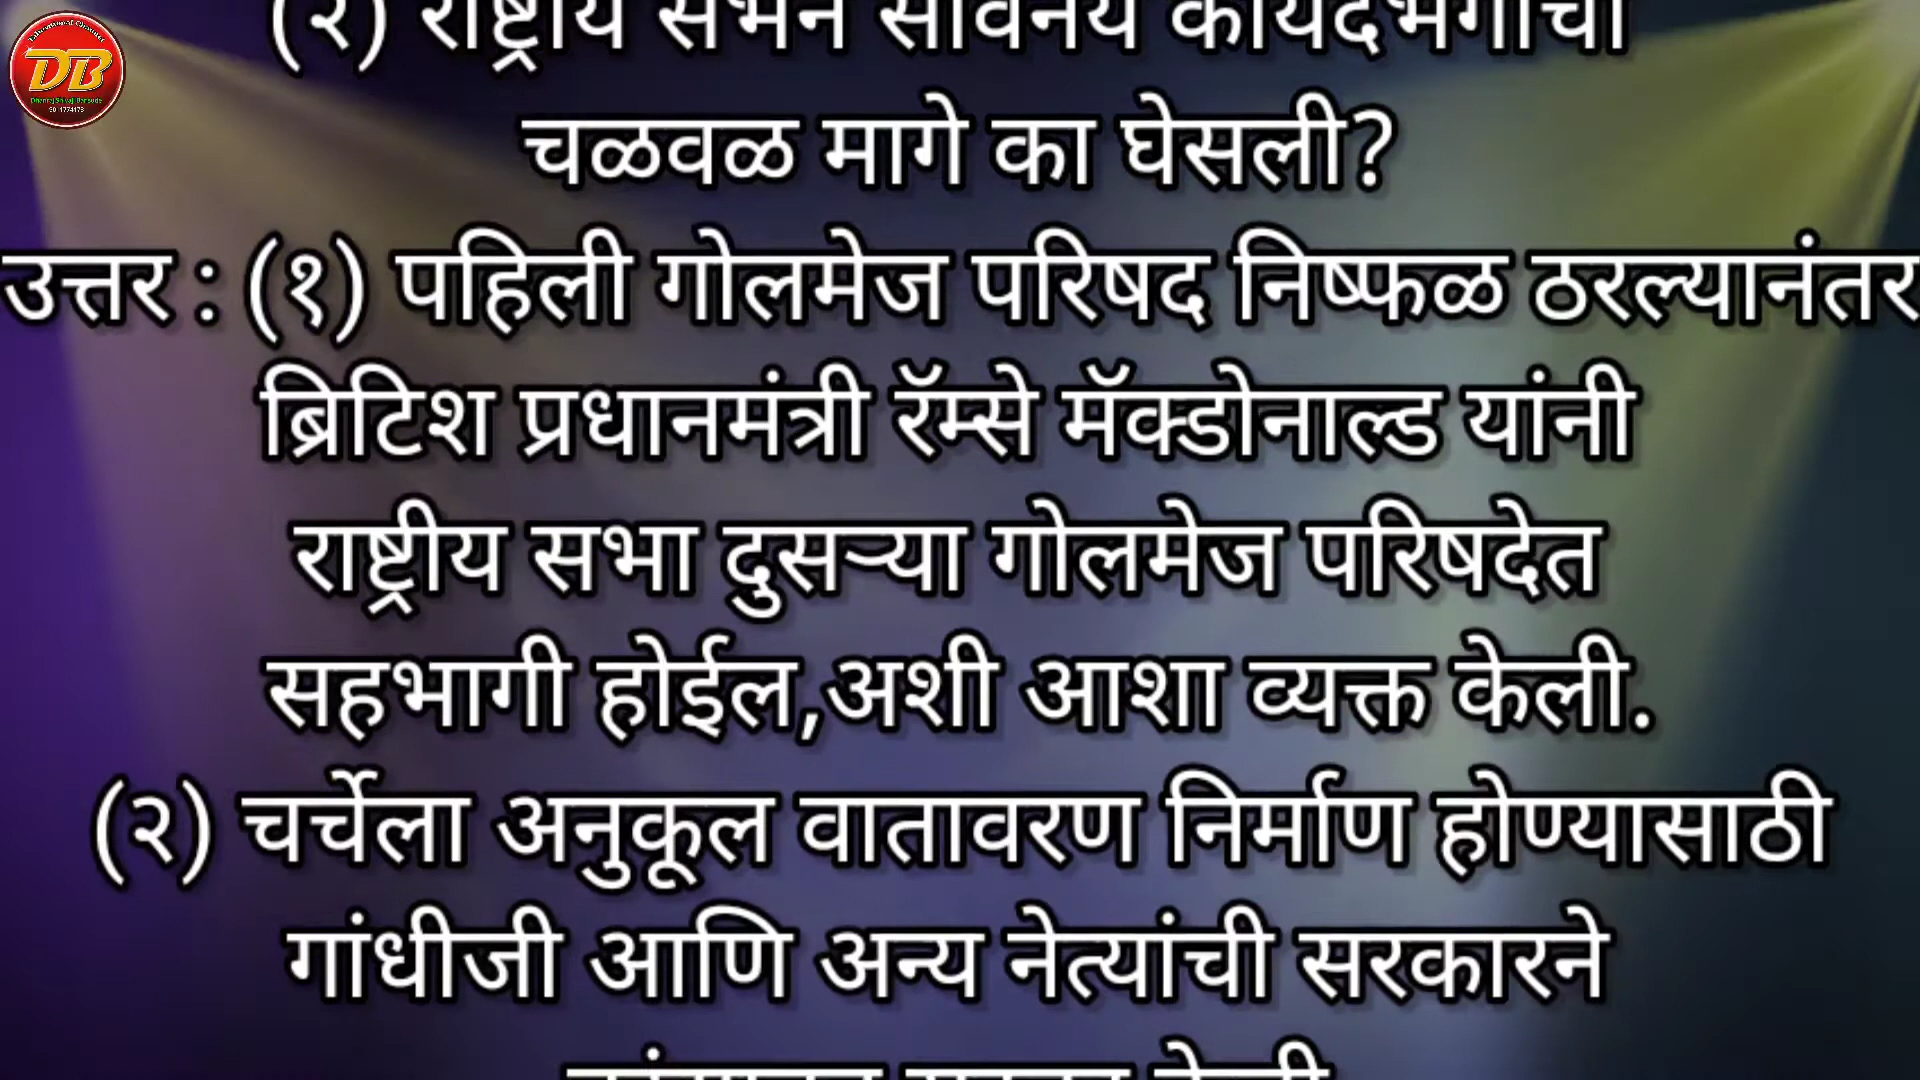 DB
(२) राष्ट्रीय सभेने सविनय कायदेभंगाची
चळवळ मागे का घेसली?
उत्तर : (१) पहिली गोलमेज परिषद निष्फळ ठरल्यानंतर
ब्रिटिश प्रधानमंत्री रॅम्से मॅक्डोनाल्ड यांनी
राष्ट्रीय सभा दुसऱ्या गोलमेज परिषदेत
सहभागी होईल,अशी आशा व्यक्त केली.
(२) चर्चेला अनुकूल वातावरण निर्माण होण्यासाठी
गांधीजी आणि अन्य नेत्यांची सरकारने